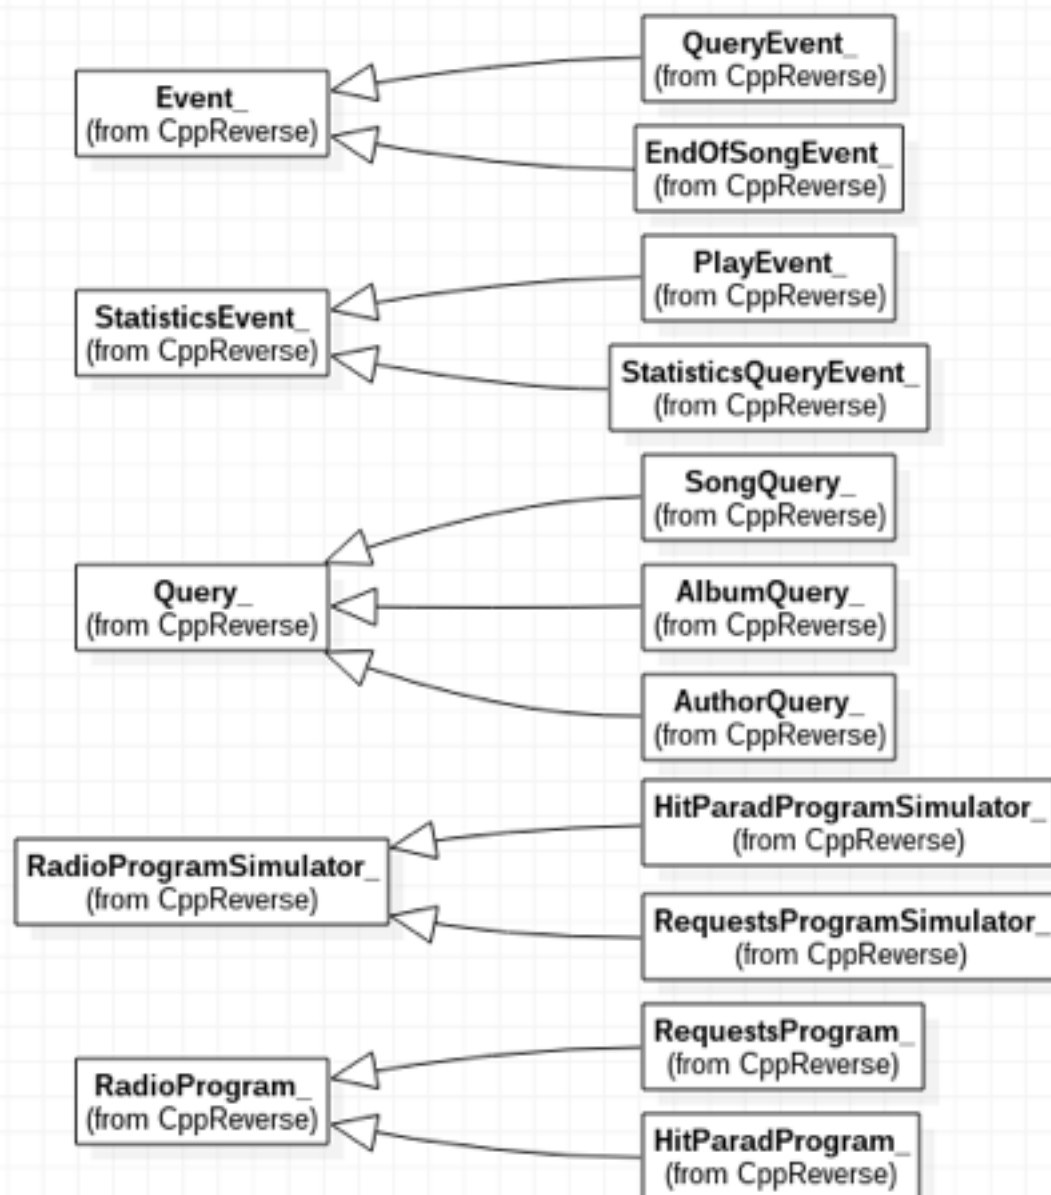 QueryEvent_
(from CppReverse)
Event_
(from CppReverse)
EndOfSongEvent_
(from CppReverse)
PlayEvent_
(from CppReverse)
StatisticsEvent_
(from CppReverse)
StatisticsQueryEvent_
(from CppReverse)
SongQuery_
(from CppReverse)
Query_
(from CppReverse)
AlbumQuery_
(from CppReverse)
AuthorQuery_
(from CppReverse)
HitParadProgramSimulator_
(from CppReverse)
RadioProgramSimulator_
(from CppReverse)
RequestsProgramSimulator_
(from CppReverse)
RequestsProgram_
(from CppReverse)
RadioProgram_
(from CppReverse)
HitParadProgram_
(from CppReverse)